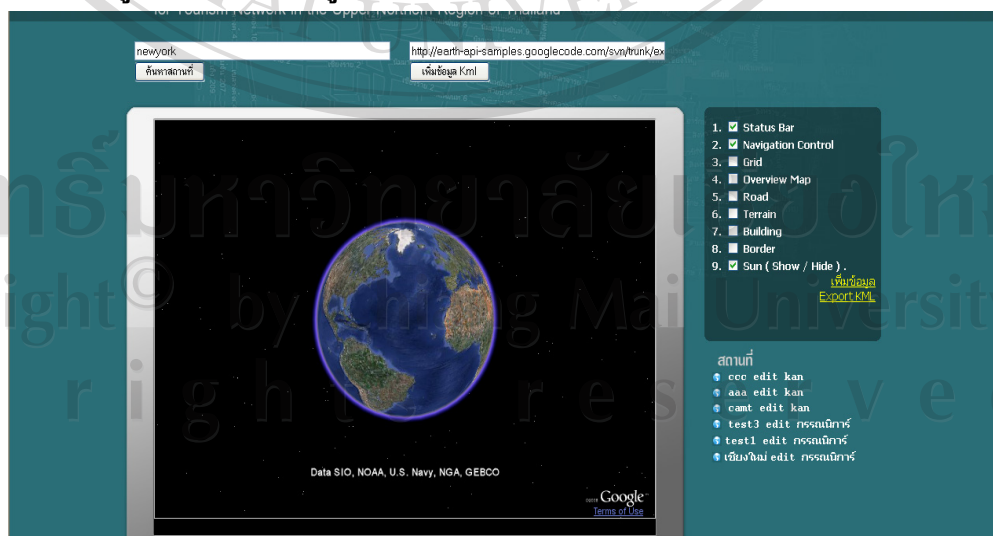 for Tourism Network in the Upper Northern Region of Thailand
newyork
http://earth-api-samples.googlecode.com/svn/trunk/ex
ค้นหาสถานที่
เพิ่มข้อมูล Kml
1. Status Bar
2. Navigation Control
3. Grid
4. Overview Map
5. Road
6. Terrain
7. Building
8. Border
9. Sun ( Show / Hide ) .
เพิ่มข้อมูล
Export KML
สถานที่
ccc edit kan
aaa edit kan
camt edit kan
test3 edit กรรณนิการ์
test1 edit กรรณนิการ์
เชียงใหม่ edit กรรณนิการ์
Data SIO, NOAA, U.S. Navy, NGA, GEBCO
Google
Terms of Use